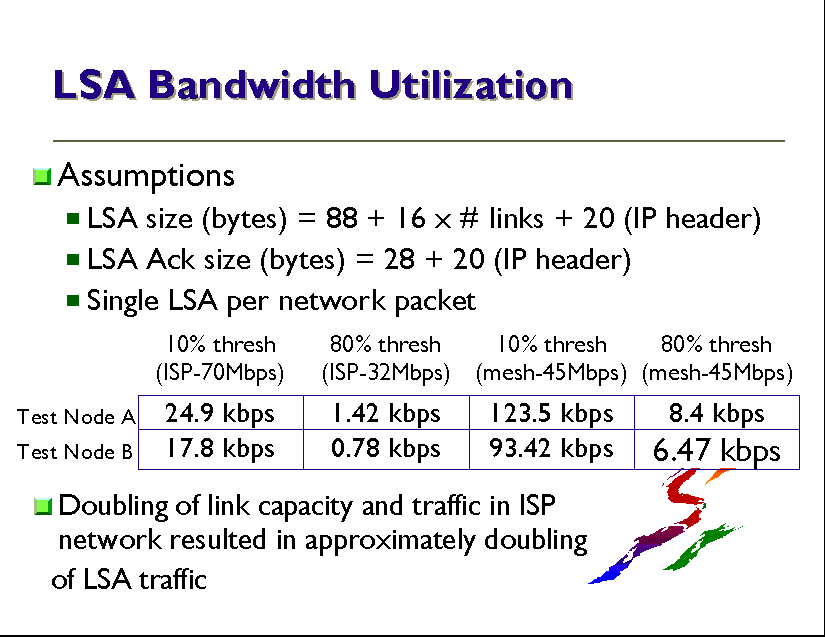 LSA Bandwidth Utilization
Assumptions
LSA size (bytes) = 88 + 16 x # links + 20 (IP header)
LSA Ack size (bytes) = 28 + 20 (IP header)
Single LSA per network packet
10% thresh 80% thresh 10% thresh 80% thresh
(ISP-70Mbps) (ISP-32Mbps) (mesh-45Mbps) (mesh-45Mbps)
Test Node A 24.9 kbps 1.42 kbps 123.5 kbps 8.4 kbps
Test Node B 17.8 kbps 0.78 kbps 93.42 kbps 6.47 kbps
Doubling of link capacity and traffic in ISP
network resulted in approximately doubling
of LSA traffic